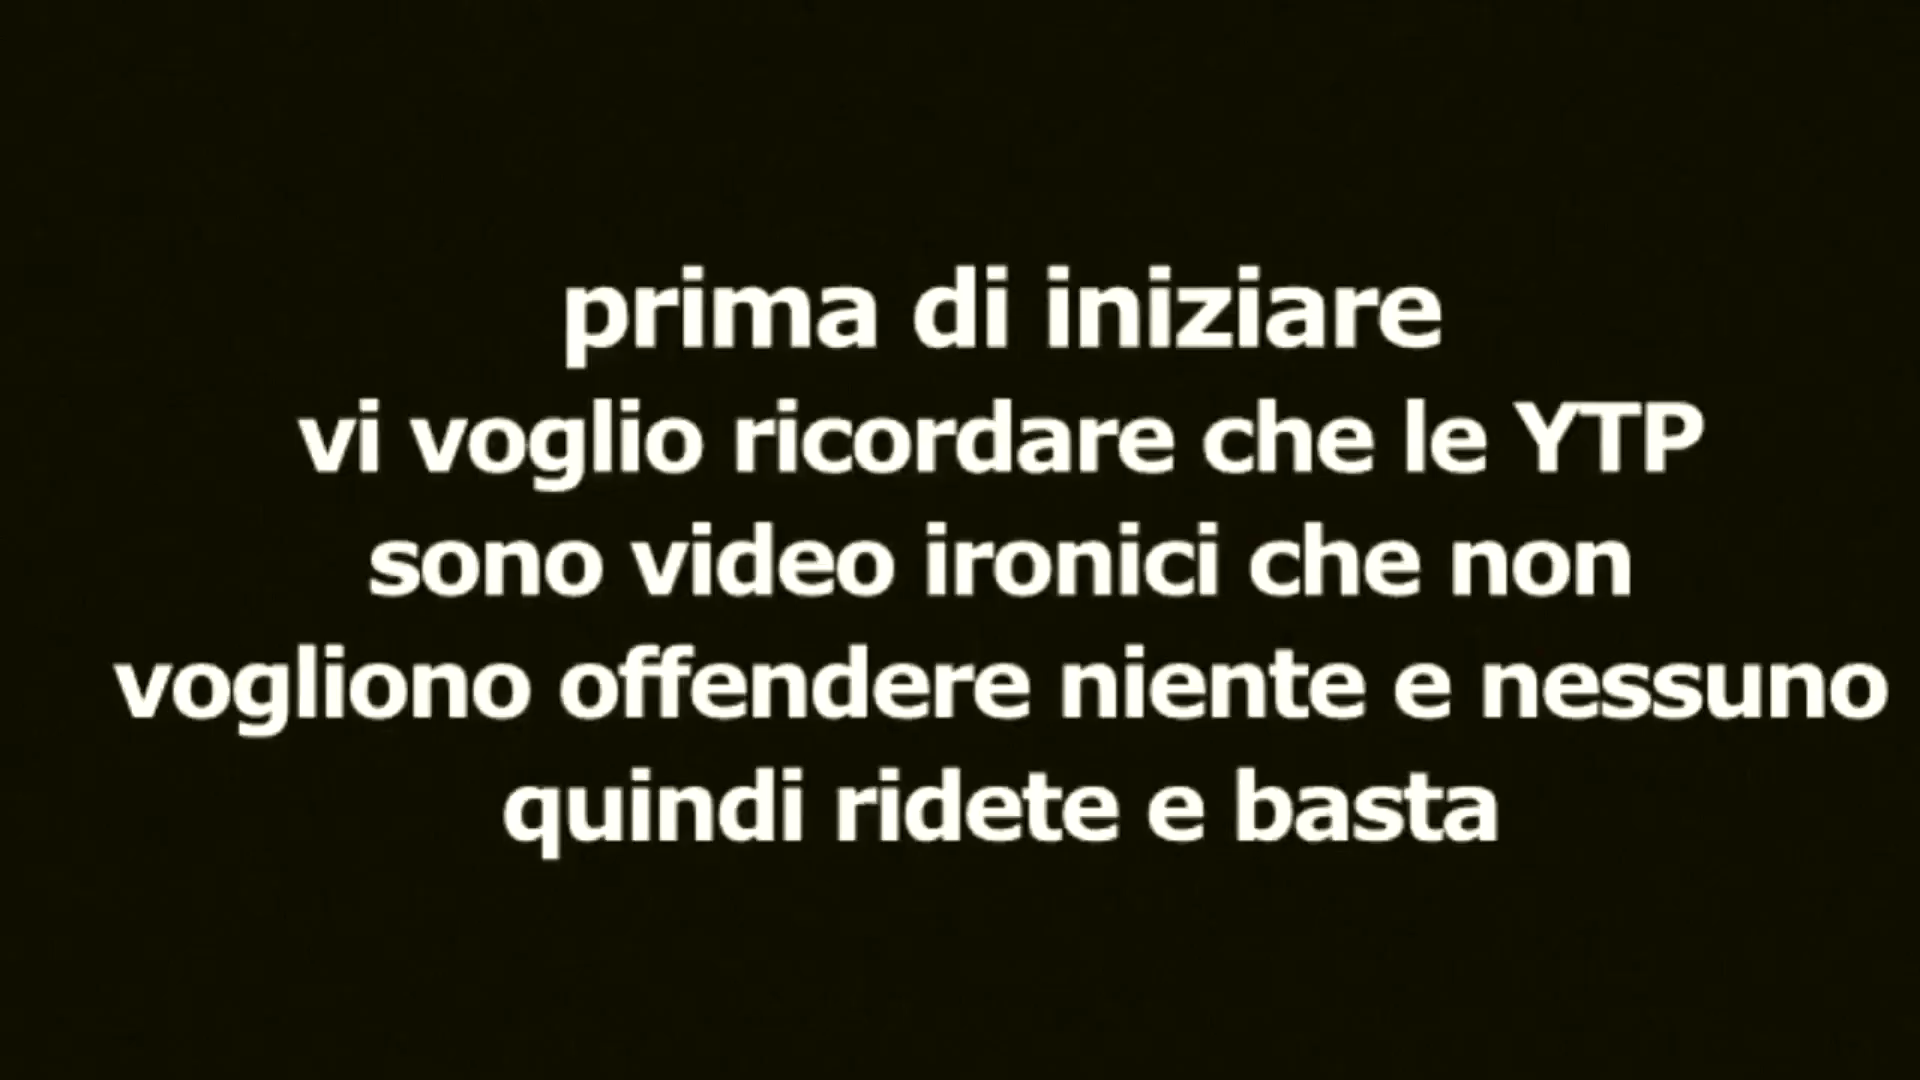 prima di iniziare
vi voglio ricordare che le YTP
sono video ironici che non
vogliono offendere niente e nessuno
quindi ridete e basta